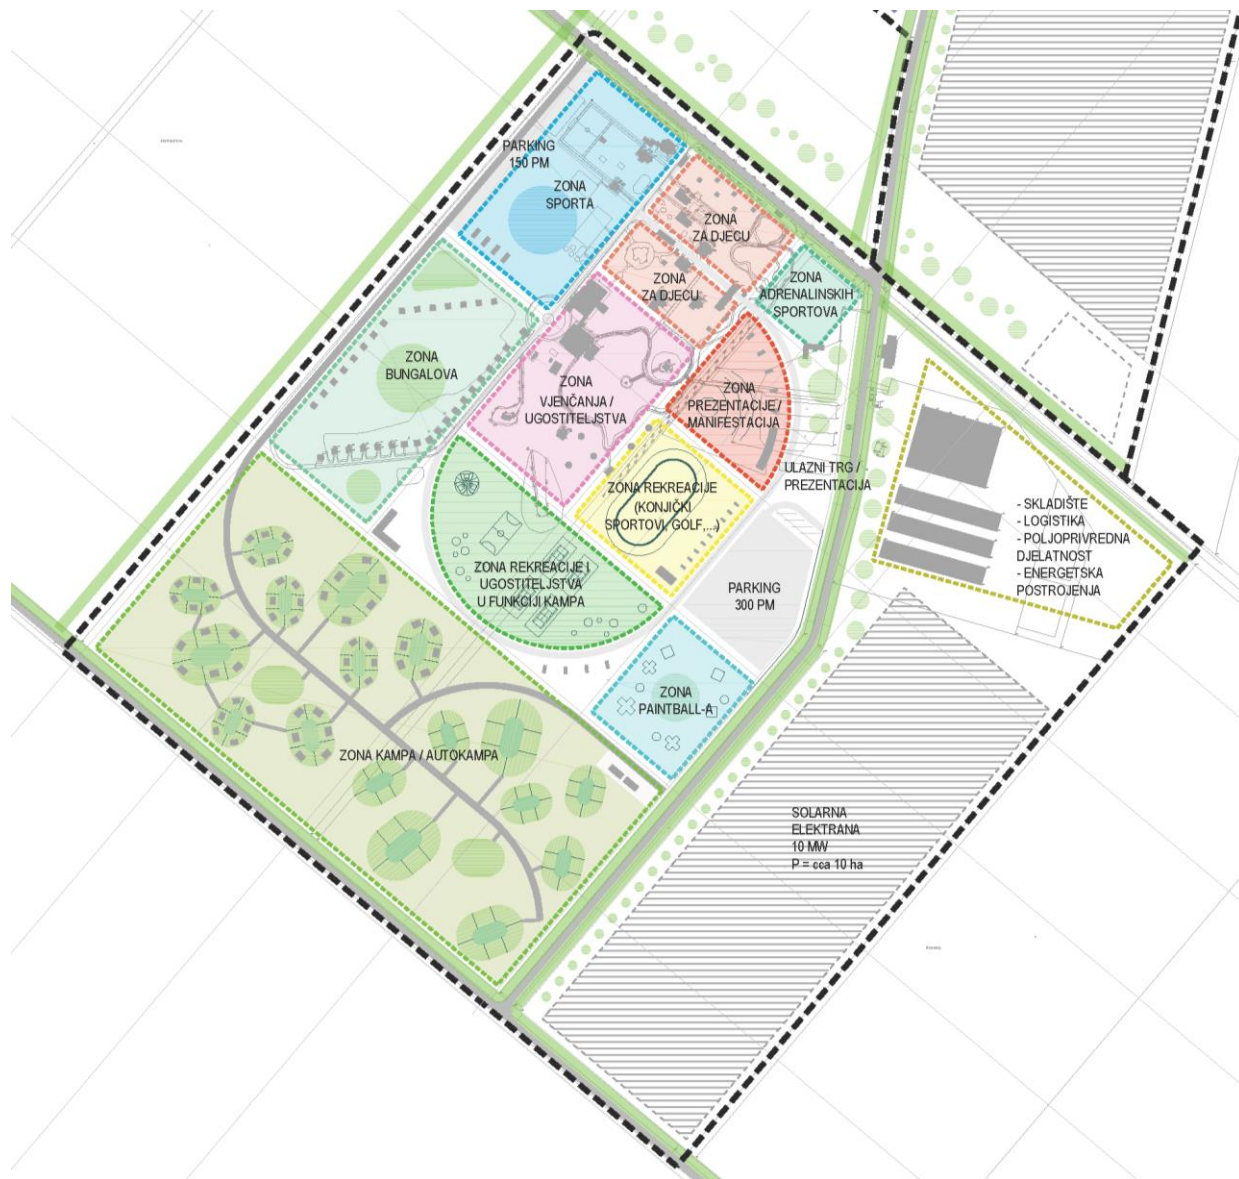 PARKING
150 PM
ZONA
SPORTA
ZONA
ZA DJECU
ZONA
ZA DJECU
ZONA
ADRENALINSKIH
SPORTOVA
ZONA
BUNGALOVA
ZONA
VJENČANJA /
UGOSTITELJSTVA
ZONA
PREZENTACIJE /
MANIFESTACIJA
ULAZNI TRG /
PREZENTACIJA
ZONA REKREACIJE
(KONJIČKI
SPORTOVI, GOLF,...)
- SKLADIŠTE
- LOGISTIKA
- POLJOPRIVREDNA
DJELATNOST
- ENERGETSKA
POSTROJENJA
ZONA REKREACIJE I
UGOSTITELJSTVA
U FUNKCIJI KAMPA
PARKING
300 PM
ZONA
PAINTBALL-A
ZONA KAMPA / AUTOKAMPA
SOLARNA
ELEKTRANA
10 MW
P = cca 10 ha